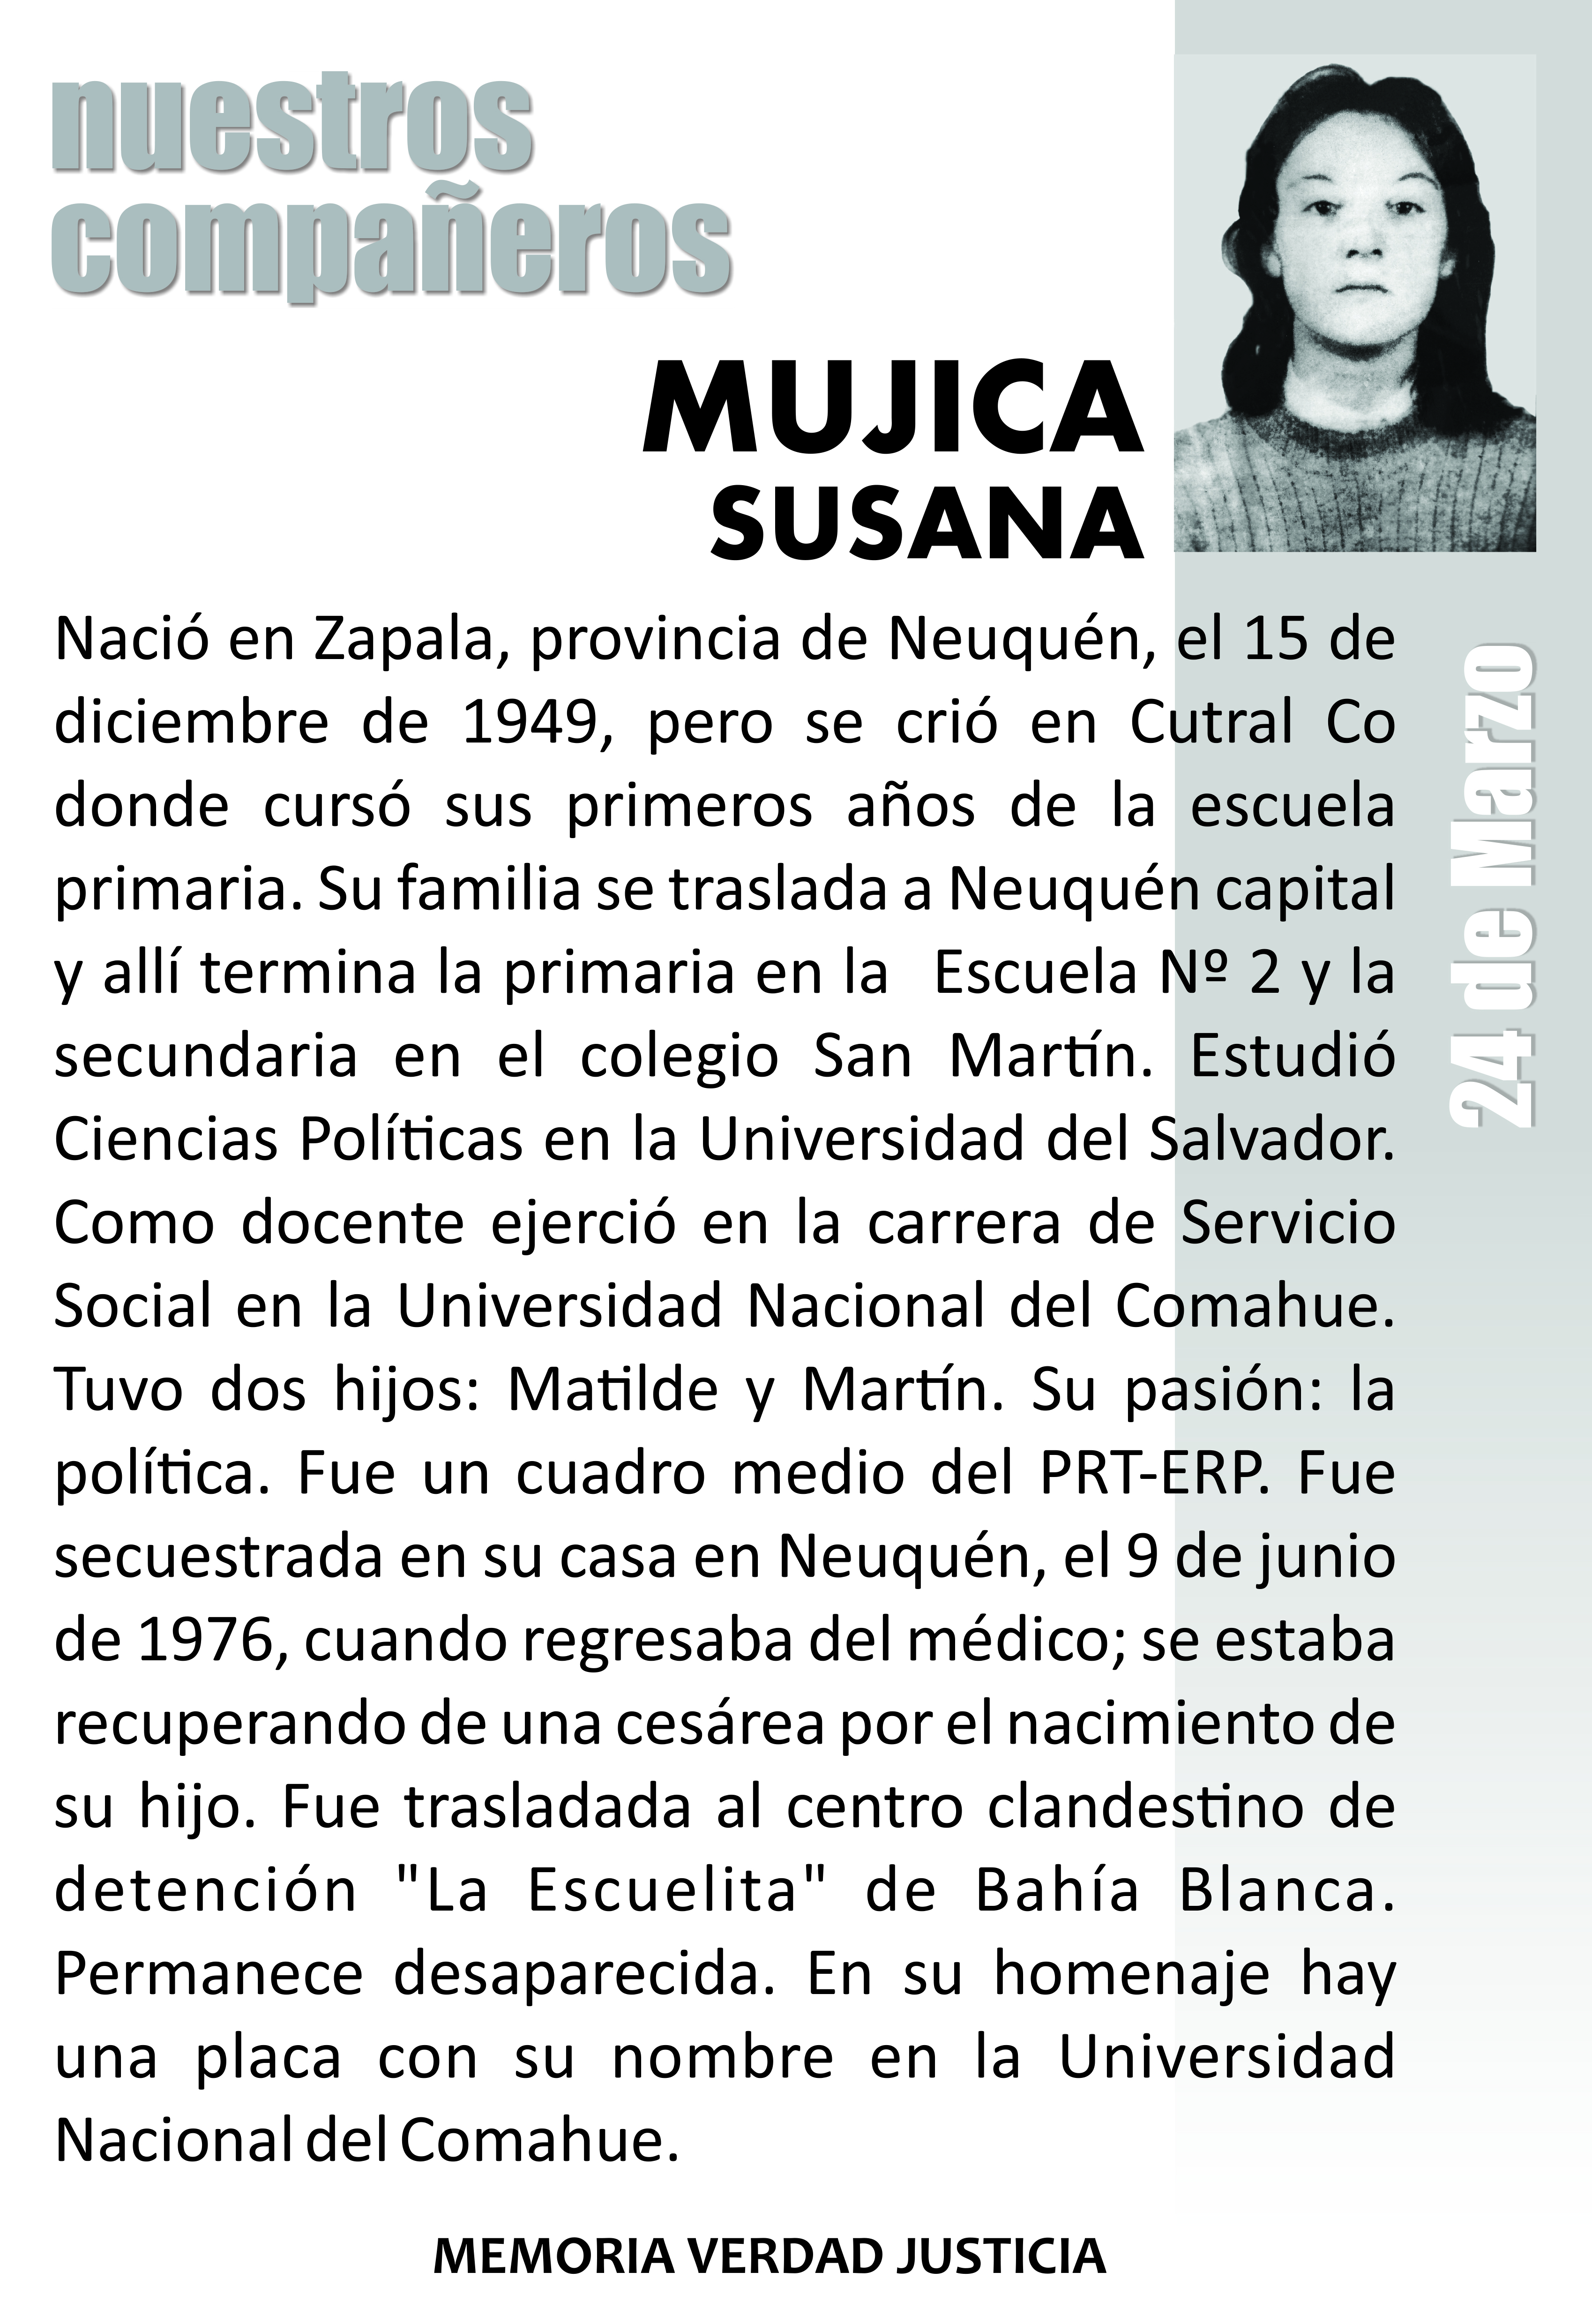 nuestros
compañeros
MUJICA
SUSANA
Nació en Zapala, provincia de Neuquén, el 15 de
diciembre de 1949, pero se crió en Cutral Co
donde cursó sus primeros años de la escuela
primaria. Su familia se traslada a Neuquén capital
y allí termina la primaria en la Escuela Nº 2 y la
secundaria en el colegio San Martín. Estudió
Ciencias Políticas en la Universidad del Salvador.
Como docente ejerció en la carrera de Servicio
Social en la Universidad Nacional del Comahue.
Tuvo dos hijos: Matilde y Martín. Su pasión: la
política. Fue un cuadro medio del PRT-ERP. Fue
secuestrada en su casa en Neuquén, el 9 de junio
de 1976, cuando regresaba del médico; se estaba
recuperando de una cesárea por el nacimiento de
su hijo. Fue trasladada al centro clandestino de
detención "La Escuelita" de Bahía Blanca.
Permanece desaparecida. En su homenaje hay
una placa con su nombre en la Universidad
Nacional del Comahue.
24 de Marzo
MEMORIA VERDAD JUSTICIA